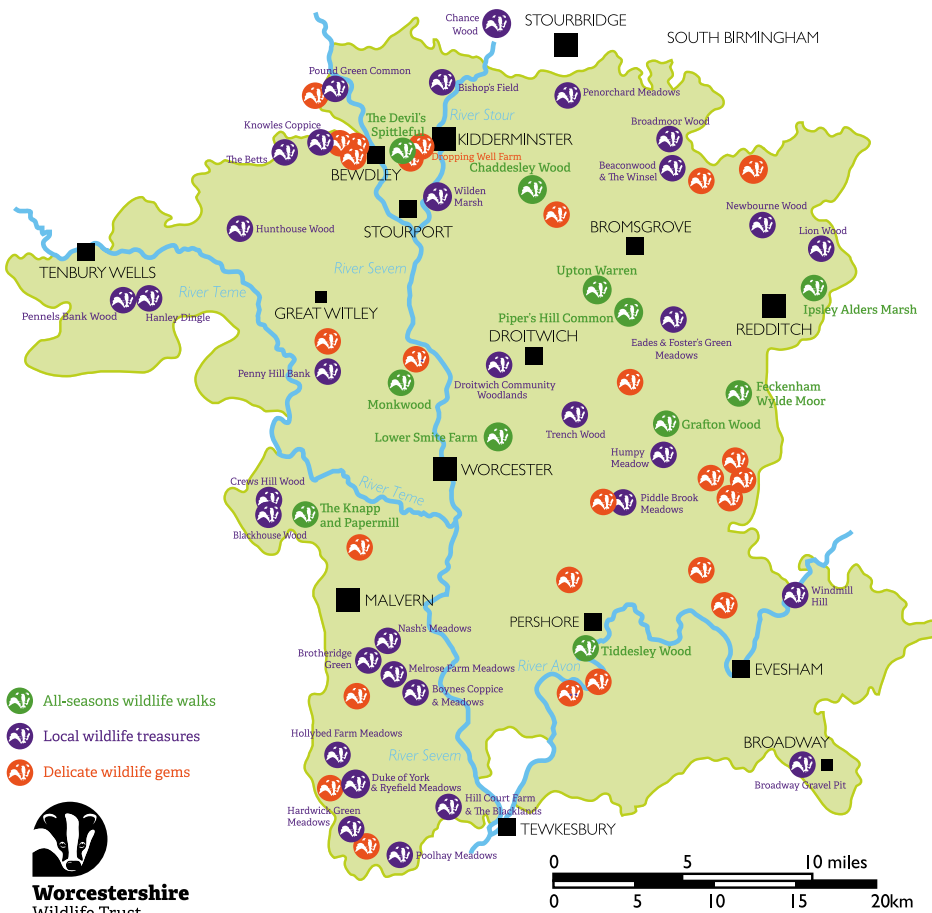 Chance
Wood
STOURBRIDGE
SOUTH BIRMINGHAM
Pound Green Common
Bishop's Field
Penorchard Meadows
River Stour
The Devil's
Spittleful
Knowles Coppice
Broadmoor Wood
KIDDERMINSTER
The Betts
Dropping Well Farm
BEWDLEY
Chaddesley Wood
Beaconwood
& The Winsel
Wilden
Marsh
Newbourne Wood
Hunthouse Wood
STOURPORT
BROMSGROVE
Lion Wood
TENBURY WELLS
River Severn
Upton Warren
River Teme
Pennels Bank Wood
Hanley Dingle
GREAT WITLEY
Piper's Hill Common
Ipsley Alders Marsh
REDDITCH
DROITWICH
Eades & Foster's Green
Meadows
Penny Hill Bank
Droitwich Community
Woodlands
Monkwood
Feckenham
Wylde Moor
Trench Wood
Grafton Wood
Lower Smite Farm
Humpy
Meadow
WORCESTER
Crews Hill Wood
River Teme
Piddle Brook
Meadows
The Knapp
and Papermill
Blackhouse Wood
MALVERN
Windmill
Hill
PERSHORE
Nash's Meadows
Brotheridge
Green
Tiddesley Wood
Melrose Farm Meadows
River Avon
EVESHAM
Boynes Coppice
& Meadows
All-seasons wildlife walks
Local wildlife treasures
Delicate wildlife gems
Hollybed Farm Meadows
River Severn
BROADWAY
Duke of York
& Ryefield Meadows
Broadway Gravel Pit
Hill Court Farm
& The Blacklands
Hardwick Green
Meadows
TEWKESBURY
Poolhay Meadows
0 5 10 miles
0 5 10 15 20km
Worcestershire
Wildlife Trust